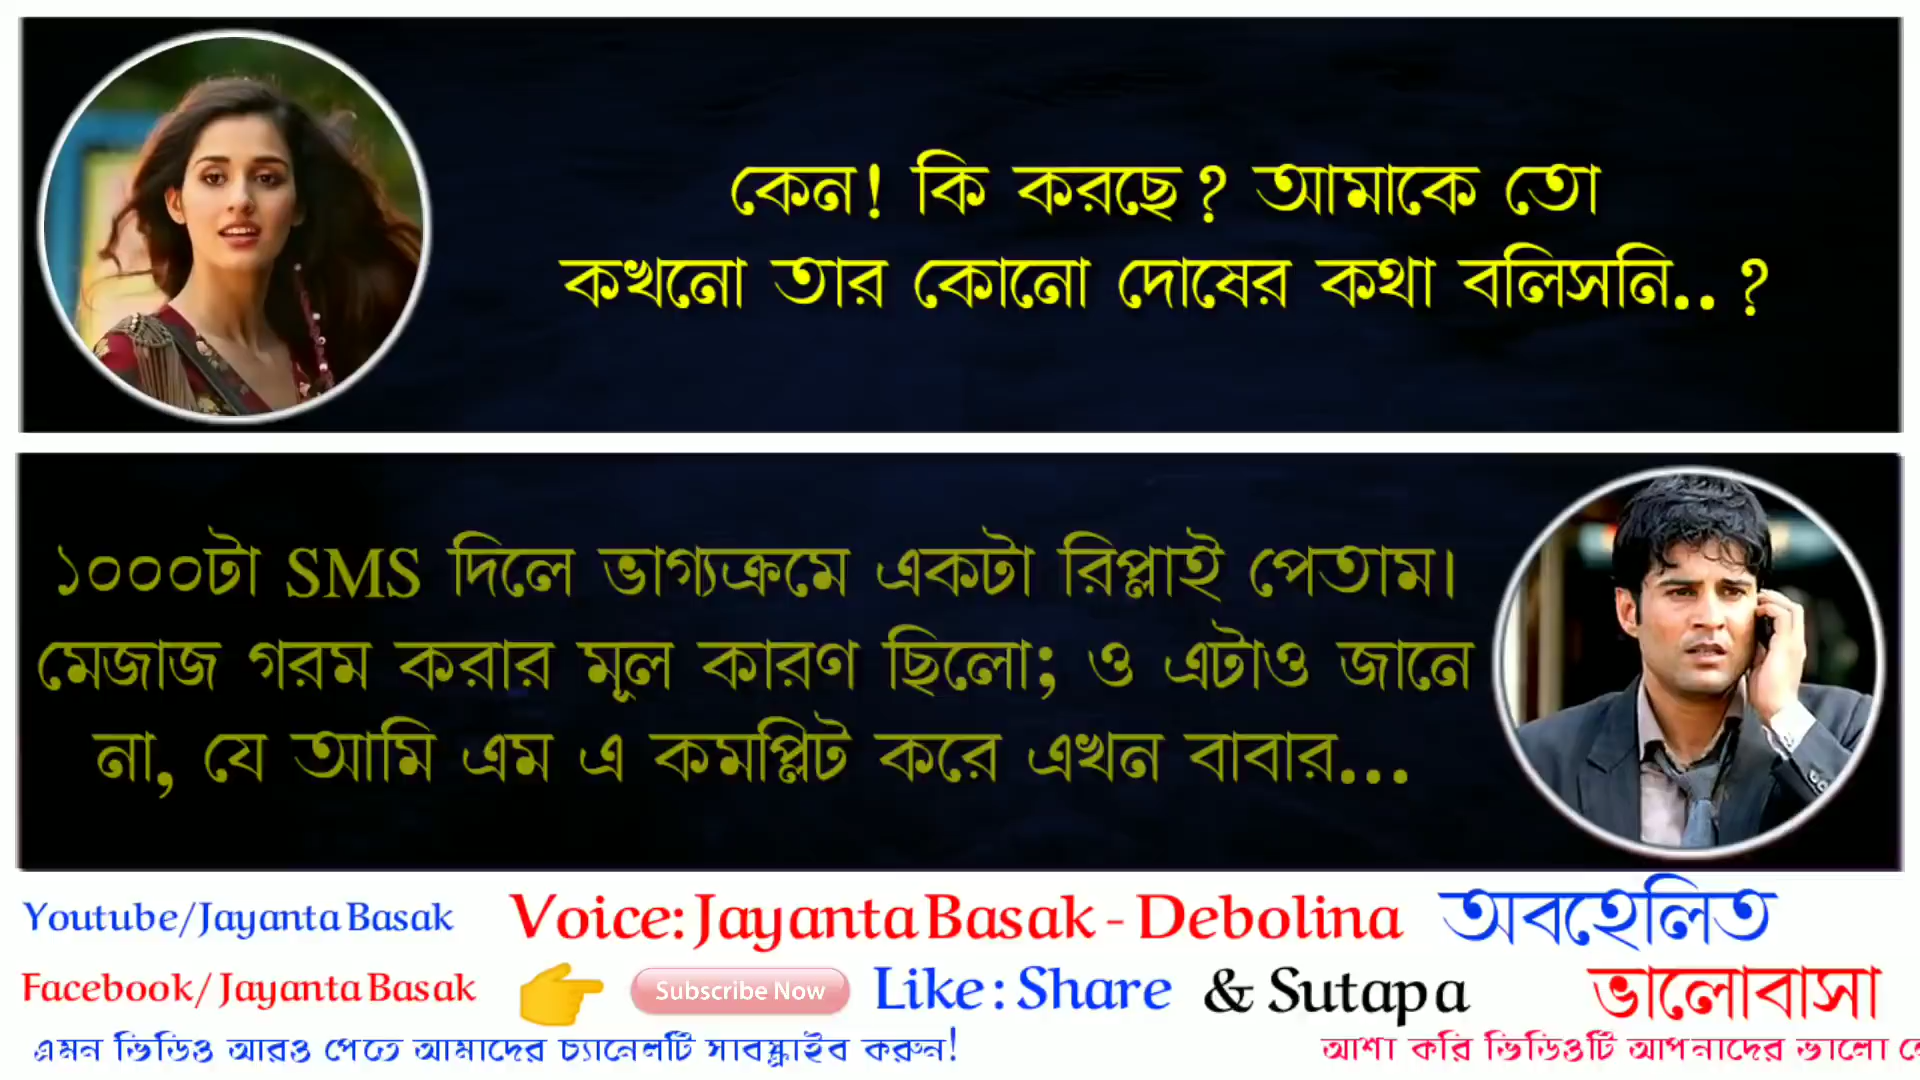 কেন! কি করছে? আমাকে তো
কখনো তার কোনো দোষের কথা বলিসনি..?
১০০০টা SMS দিলে ভাগ্যক্রমে একটা রিপ্লাই পেতাম।
মেজাজ গরম করার মূল কারণ ছিলো; ও এটাও জানে
না, যে আমি এম এ কমপ্লিট করে এখন বাবার...
Youtube/Jayanta Basak
Voice: Jayanta Basak - Debolina
অবহেলিত
Facebook/Jayanta Basak
Subscribe Now
Like : Share
& Sutapa
ভালোবাসা
এমন ভিডিও আরও পেতে আমাদের চ্যানেলটি সাবস্ক্রাইব করুন!
আশা করি ভিডিওটি আপনাদের ভালো